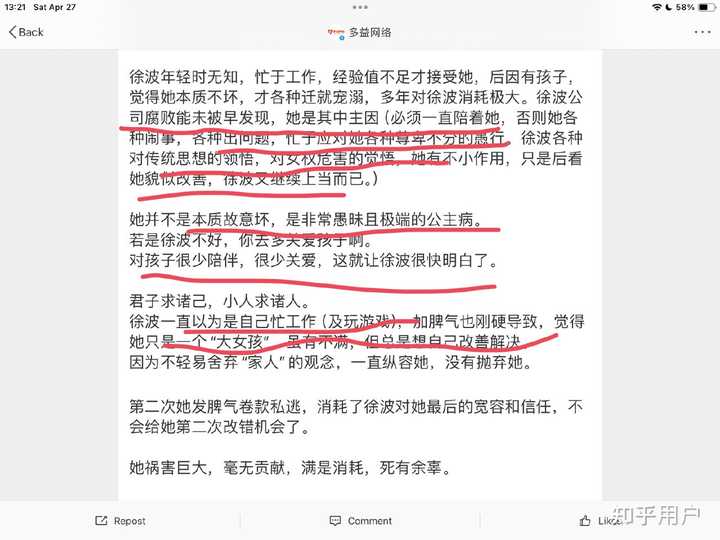 13:21 Sat Apr 27
58%
Back
多益网络
徐波年轻时无知，忙于工作，经验值不足才接受她，后因有孩子，
觉得她本质不坏，才各种迁就宠溺，多年对徐波消耗极大。徐波公
司腐败能未被早发现，她是其中主因（必须一直陪着她，否则她各
种闹事，各种出问题，忙于应对她各种尊卑不分的愚行，徐波各种
对传统思想的领悟，对女权危害的觉悟，她有不小作用，只是后看
她貌似改善，徐波又继续上当而已。）
她并不是本质故意坏，是非常愚昧且极端的公主病。
若是徐波不好，你去多关爱孩子啊。
对孩子很少陪伴，很少关爱，这就让徐波很快明白了。
君子求诸己，小人求诸人。
徐波一直以为是自己忙工作（及玩游戏），加脾气也刚硬导致，觉得
她只是一个“大女孩”，虽有不满，但总是想自己改善解决。
因为不轻易舍弃“家人”的观念，一直纵容她，没有抛弃她。
第二次她发脾气卷款私逃，消耗了徐波对她最后的宽容和信任，不
会给她第二次改错机会了。
她祸害巨大，毫无贡献，满是消耗，死有余辜。
Repost
Comment
知乎用户